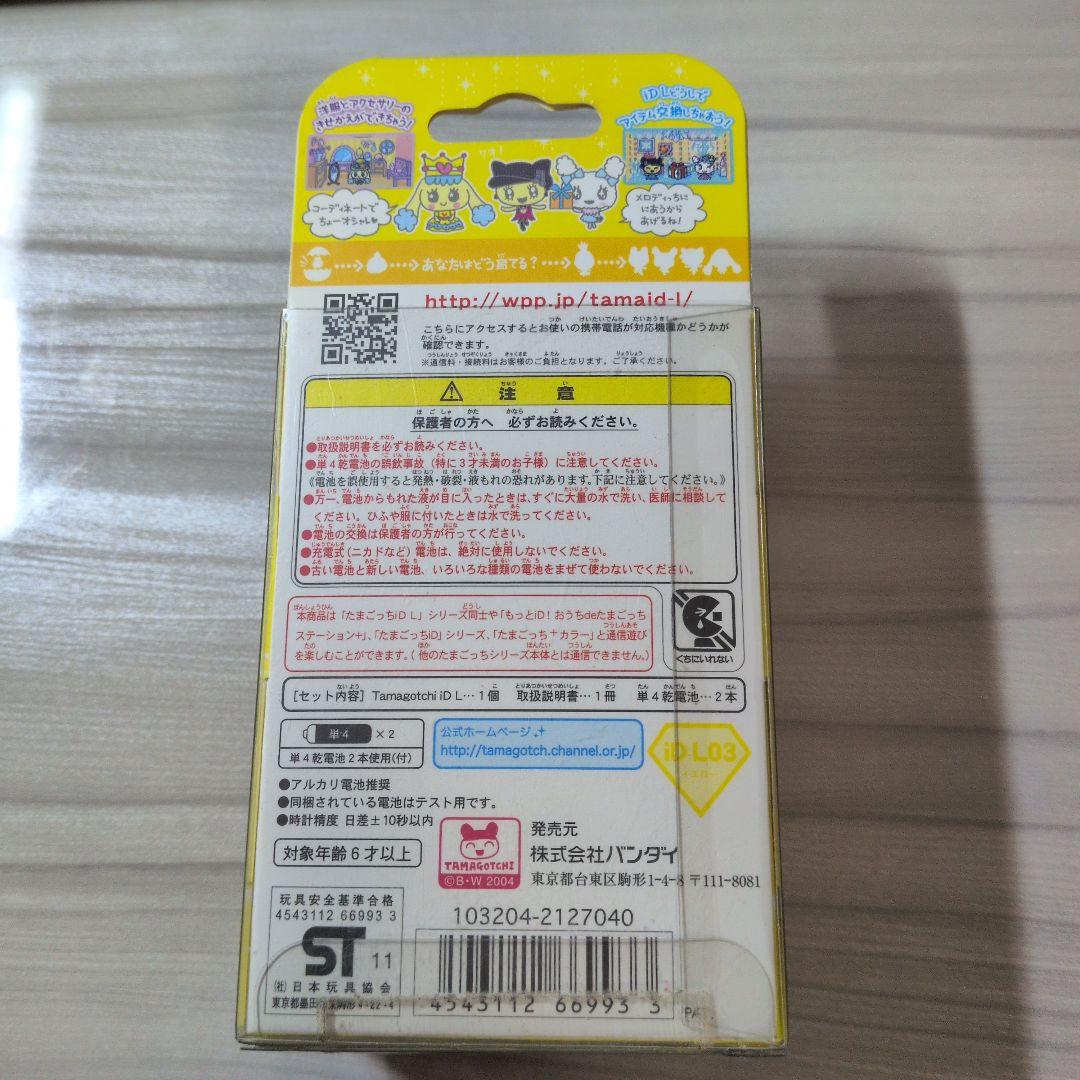 洋服とアクセサリーの
きせかえができちゃう!
iD Lどうしで
アイテム交換しちゃおう!
コーディネートで
ちょーオシャレ
メロディっちに
にあうから
あげるね!
あなたはどう育てる?
http://wpp.jp/tamaid-l/
こちらにアクセスするとお使いの携帯電話が対応機種かどうかが
確認できます。
※通信料・接続料はお客様のご負担となります。ご了承ください。
注意
保護者の方へ 必ずお読みください。
●取扱説明書を必ずお読みください。
●単4乾電池の誤飲事故(特に3才未満のお子様)に注意してください。
《電池を誤使用すると発熱・破裂・液もれの恐れがあります。下記に注意してください。》
●万一、電池からもれた液が目に入ったときは、すぐに大量の水で洗い、医師に相談して
ください。ひふや服に付いたときは水で洗ってください。
●電池の交換は保護者の方が行ってください。
●充電式(ニカドなど)電池は、絶対に使用しないでください。
●古い電池と新しい電池、いろいろな種類の電池をまぜて使わないでください。
本商品は「たまごっちiD L」シリーズ同士や「もっとiD!おうちdeたまごっち
ステーション+」、「たまごっちiD」シリーズ、「たまごっち+カラー」と通信遊び
を楽しむことができます。(他のたまごっちシリーズ本体とは通信できません。)
くちにいれない
[セット内容] Tamagotchi iD L…1個 取扱説明書…1冊 単4乾電池…2本
単4 ×2
単4乾電池2本使用(付)
公式ホームページ
http://tamagotch.channel.or.jp/
iD L03
イエロー
●アルカリ電池推奨
●同梱されている電池はテスト用です。
●時計精度 日差±10秒以内
対象年齢6才以上
TAMAGOTCHI
©B・W 2004
発売元
株式会社バンダイ
東京都台東区駒形1-4-8 〒111-8081
玩具安全基準合格
4543112 66993 3
ST 11
(社)日本玩具協会
東京都墨田 駒形4-22-4
103204-2127040
4543112 66993 3
PAT.